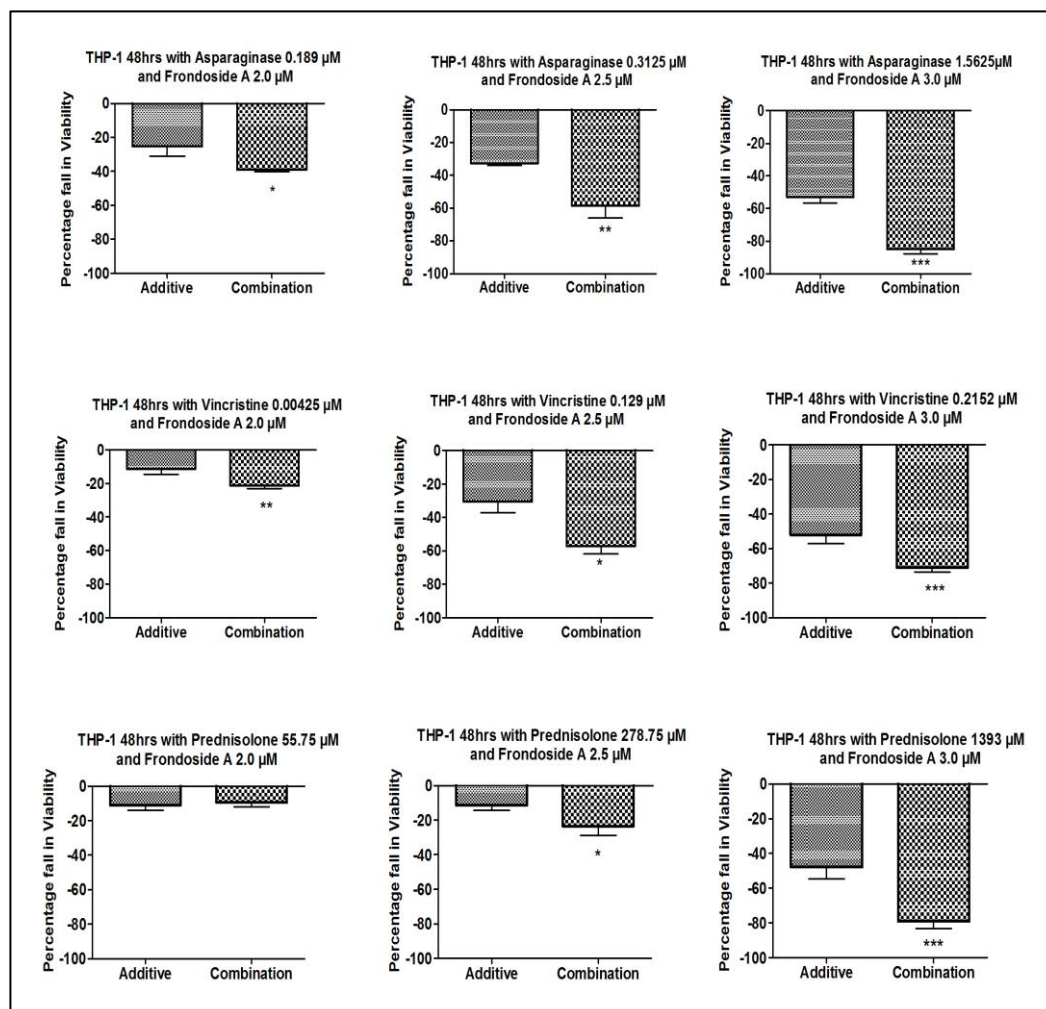 THP-1 48hrs with Asparaginase 0.189 µM
and Frondoside A 2.0 µM
Percentage fall in Viability
0
-20
-40
-60
-80
-100
*
Additive
Combination
THP-1 48hrs with Asparaginase 0.3125 µM
and Frondoside A 2.5 µM
Percentage fall in Viability
0
-20
-40
-60
-80
-100
**
Additive
Combination
THP-1 48hrs with Asparaginase 1.5625µM
and Frondoside A 3.0 µM
Percentage fall in Viability
0
-20
-40
-60
-80
-100
***
Additive
Combination
THP-1 48hrs with Vincristine 0.00425 µM
and Frondoside A 2.0 µM
Percentage fall in Viability
0
-20
-40
-60
-80
-100
**
Additive
Combination
THP-1 48hrs with Vincristine 0.129 µM
and Frondoside A 2.5 µM
Percentage fall in Viability
0
-20
-40
-60
-80
-100
*
Additive
Combination
THP-1 48hrs with Vincristine 0.2152 µM
and Frondoside A 3.0 µM
Percentage fall in Viability
0
-20
-40
-60
-80
-100
***
Additive
Combination
THP-1 48hrs with Prednisolone 55.75 µM
and Frondoside A 2.0 µM
Percentage fall in Viability
0
-20
-40
-60
-80
-100
Additive
Combination
THP-1 48hrs with Prednisolone 278.75 µM
and Frondoside A 2.5 µM
Percentage fall in Viability
0
-20
-40
-60
-80
-100
*
Additive
Combination
THP-1 48hrs with Prednisolone 1393 µM
and Frondoside A 3.0 µM
Percentage fall in Viability
0
-20
-40
-60
-80
-100
***
Additive
Combination